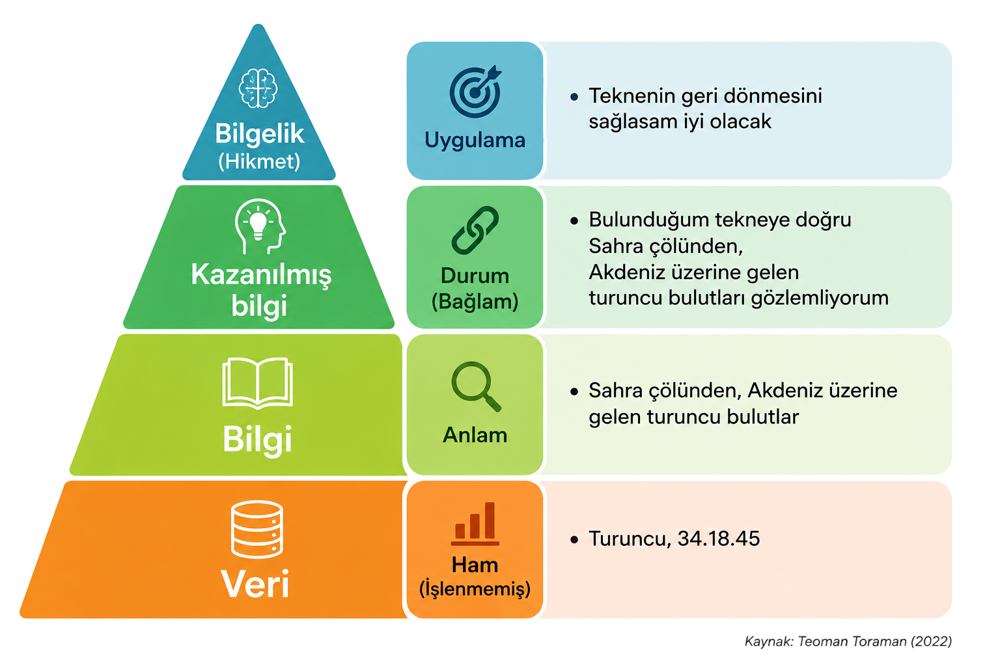 Bilgelik
(Hikmet)
Uygulama
• Teknenin geri dönmesini
sağlasam iyi olacak
Kazanılmış
bilgi
Durum
(Bağlam)
• Bulunduğum tekneye doğru
Sahra çölünden,
Akdeniz üzerine gelen
turuncu bulutları gözlemliyorum
Bilgi
Anlam
• Sahra çölünden, Akdeniz üzerine
gelen turuncu bulutlar
Veri
Ham
(İşlenmemiş)
• Turuncu, 34.18.45
Kaynak: Teoman Toraman (2022)